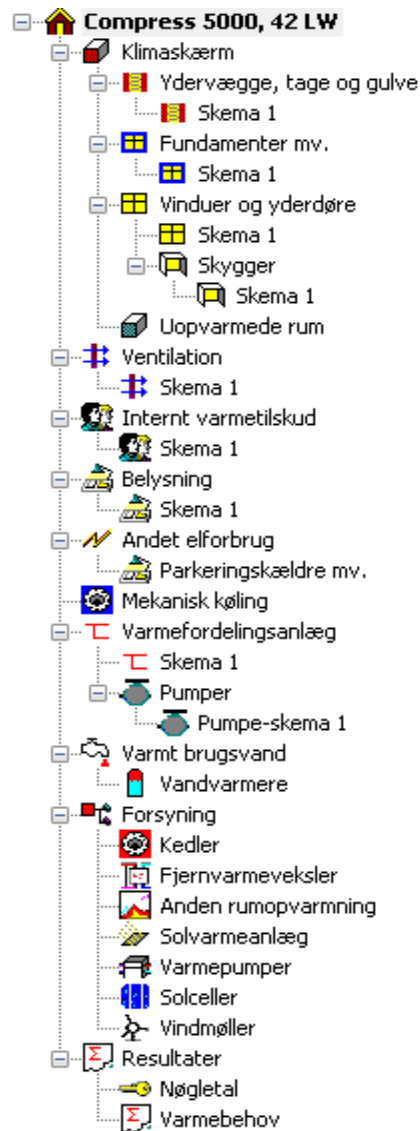 Compress 5000, 42 LW
Klimaskærm
Ydervægge, tage og gulve
Skema 1
Fundamenter mv.
Skema 1
Vinduer og yderdøre
Skema 1
Skygger
Skema 1
Uopvarmede rum
Ventilation
Skema 1
Internt varmetilskud
Skema 1
Belysning
Skema 1
Andet elforbrug
Parkeringskældre mv.
Mekanisk køling
Varmefordelingsanlæg
Skema 1
Pumper
Pumpe-skema 1
Varmt brugsvand
Vandvarmere
Forsyning
Kedler
Fjernvarmeveksler
Anden rumopvarmning
Solvarmeanlæg
Varmepumper
Solceller
Vindmøller
Resultater
Nøgletal
Varmebehov